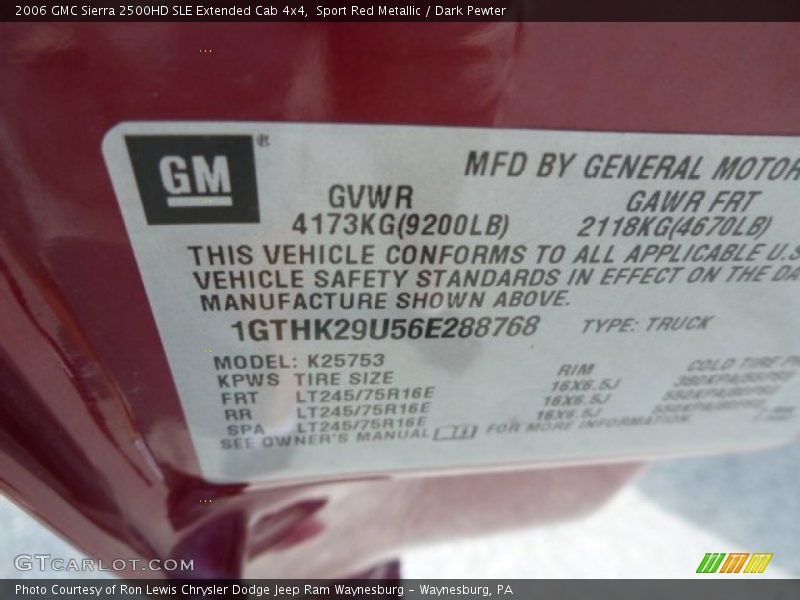 2006 GMC Sierra 2500HD SLE Extended Cab 4x4, Sport Red Metallic / Dark Pewter
GM ®
MFD BY GENERAL MOTOR
GVWR GAWR FRT
4173KG(9200LB) 2118KG(4670LB)
THIS VEHICLE CONFORMS TO ALL APPLICABLE U.S
VEHICLE SAFETY STANDARDS IN EFFECT ON THE DA
MANUFACTURE SHOWN ABOVE.
1GTHK29U56E288768 TYPE: TRUCK
MODEL: K25753
KPWS TIRE SIZE RIM COLD TIRE PR
FRT LT245/75R16E 16X6.5J
RR LT245/75R16E 16X6.5J
SPA LT245/75R16E 16X6.5J
SEE OWNER'S MANUAL FOR MORE INFORMATION.
GTCARLOT.COM
Photo Courtesy of Ron Lewis Chrysler Dodge Jeep Ram Waynesburg - Waynesburg, PA